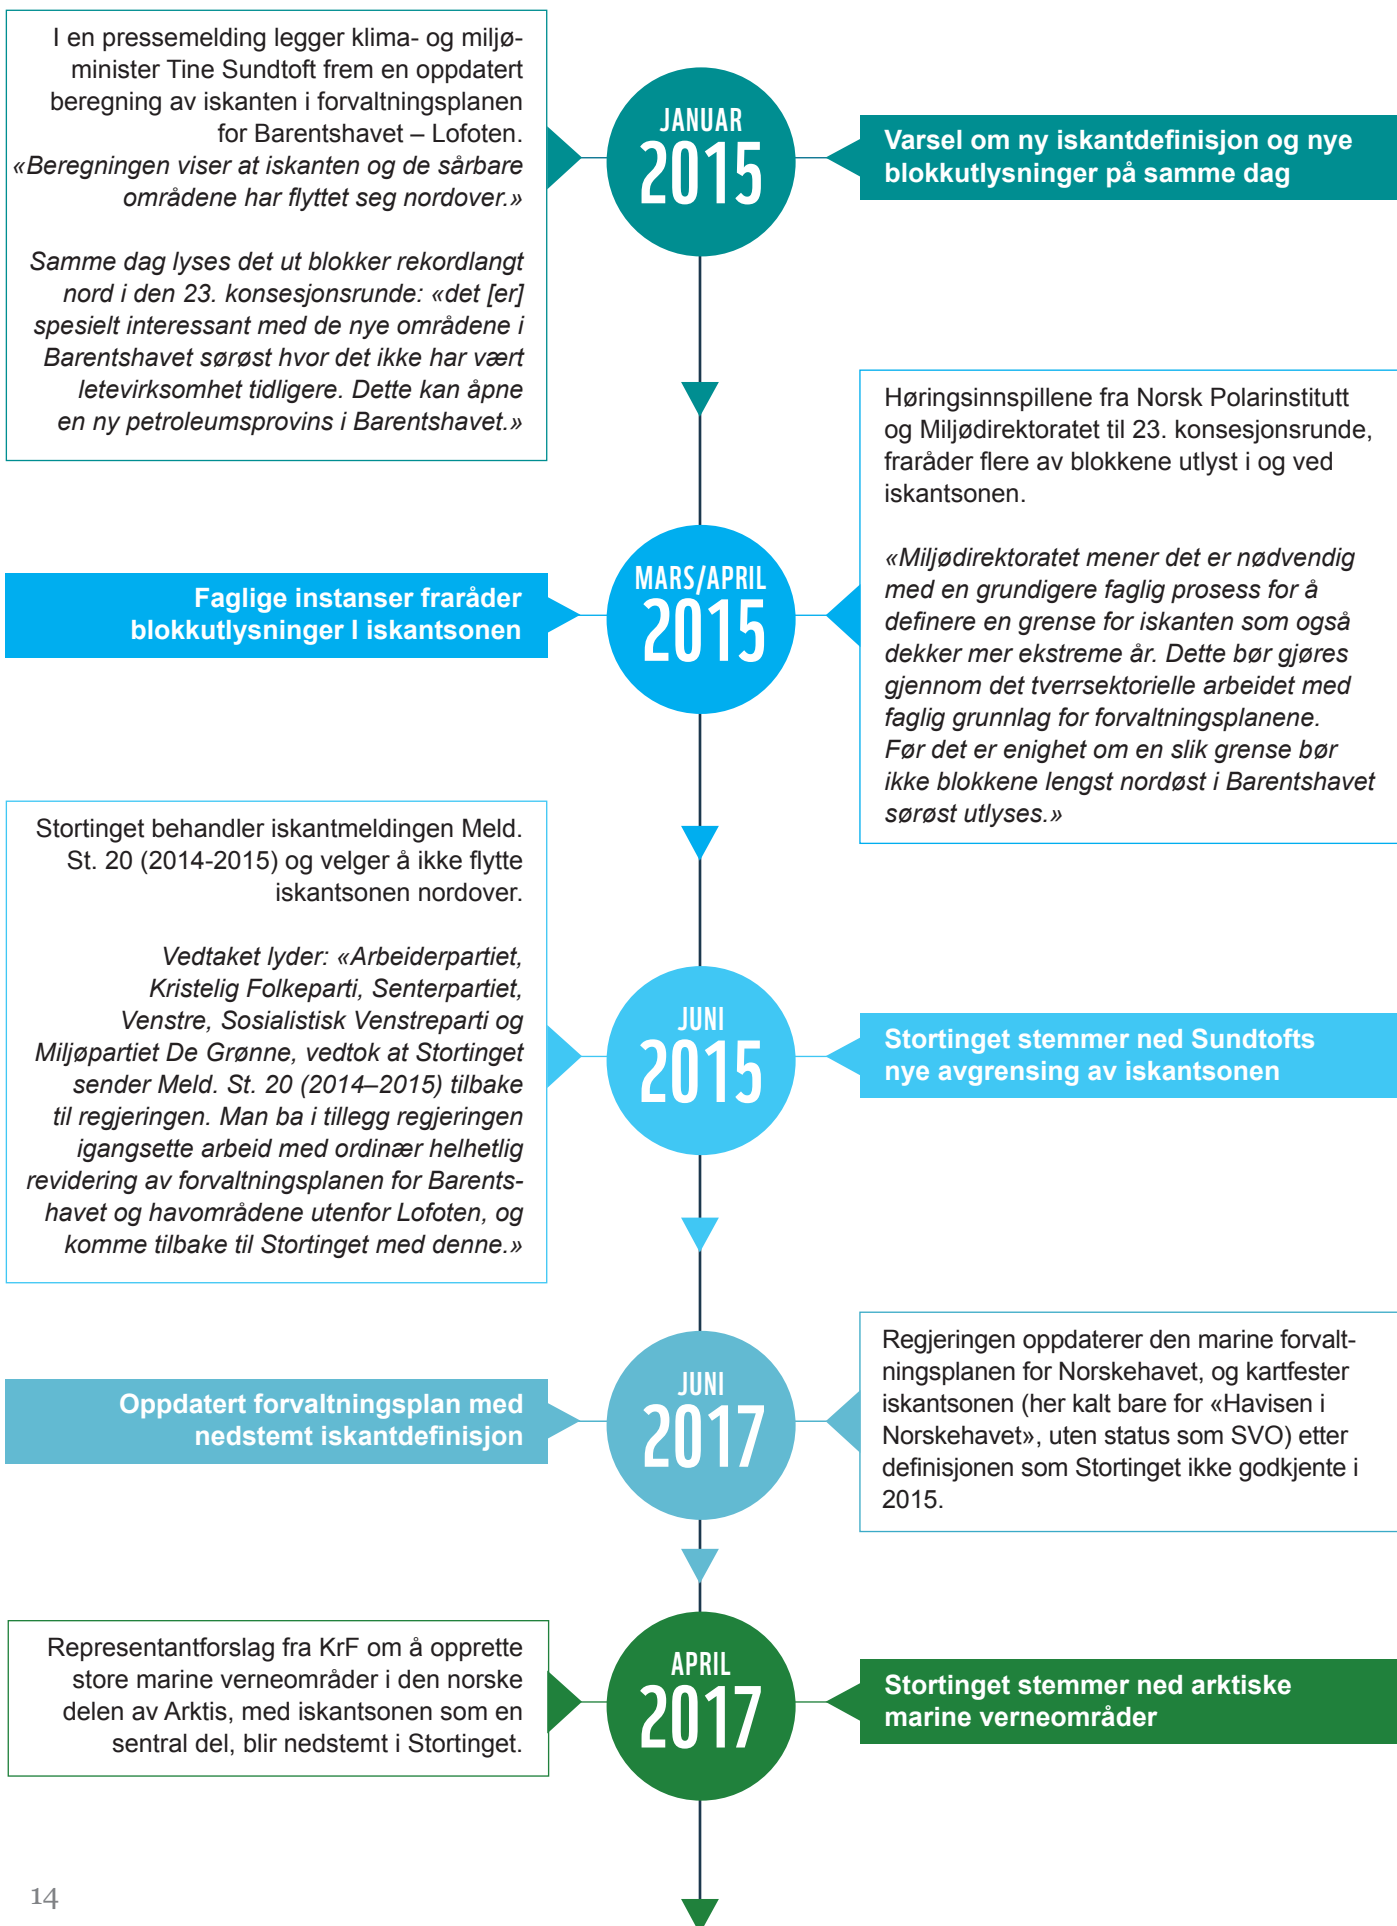 I en pressemelding legger klima- og miljø-
minister Tine Sundtoft frem en oppdatert
beregning av iskanten i forvaltningsplanen
for Barentshavet – Lofoten.
«Beregningen viser at iskanten og de sårbare
områdene har flyttet seg nordover.»
Samme dag lyses det ut blokker rekordlangt
nord i den 23. konsesjonsrunde: «det [er]
spesielt interessant med de nye områdene i
Barentshavet sørøst hvor det ikke har vært
letevirksomhet tidligere. Dette kan åpne
en ny petroleumsprovins i Barentshavet.»
JANUAR
2015
Varsel om ny iskantdefinisjon og nye
blokkutlysninger på samme dag
Faglige instanser fraråder
blokkutlysninger I iskantsonen
MARS/APRIL
2015
Høringsinnspillene fra Norsk Polarinstitutt
og Miljødirektoratet til 23. konsesjonsrunde,
fraråder flere av blokkene utlyst i og ved
iskantsonen.
«Miljødirektoratet mener det er nødvendig
med en grundigere faglig prosess for å
definere en grense for iskanten som også
dekker mer ekstreme år. Dette bør gjøres
gjennom det tverrsektorielle arbeidet med
faglig grunnlag for forvaltningsplanene.
Før det er enighet om en slik grense bør
ikke blokkene lengst nordøst i Barentshavet
sørøst utlyses.»
Stortinget behandler iskantmeldingen Meld.
St. 20 (2014-2015) og velger å ikke flytte
iskantsonen nordover.
Vedtaket lyder: «Arbeiderpartiet,
Kristelig Folkeparti, Senterpartiet,
Venstre, Sosialistisk Venstreparti og
Miljøpartiet De Grønne, vedtok at Stortinget
sender Meld. St. 20 (2014–2015) tilbake
til regjeringen. Man ba i tillegg regjeringen
igangsette arbeid med ordinær helhetlig
revidering av forvaltningsplanen for Barents-
havet og havområdene utenfor Lofoten, og
komme tilbake til Stortinget med denne.»
JUNI
2015
Stortinget stemmer ned Sundtofts
nye avgrensing av iskantsonen
Oppdatert forvaltningsplan med
nedstemt iskantdefinisjon
JUNI
2017
Regjeringen oppdaterer den marine forvalt-
ningsplanen for Norskehavet, og kartfester
iskantsonen (her kalt bare for «Havisen i
Norskehavet», uten status som SVO) etter
definisjonen som Stortinget ikke godkjente i
2015.
Representantforslag fra KrF om å opprette
store marine verneområder i den norske
delen av Arktis, med iskantsonen som en
sentral del, blir nedstemt i Stortinget.
APRIL
2017
Stortinget stemmer ned arktiske
marine verneområder
14